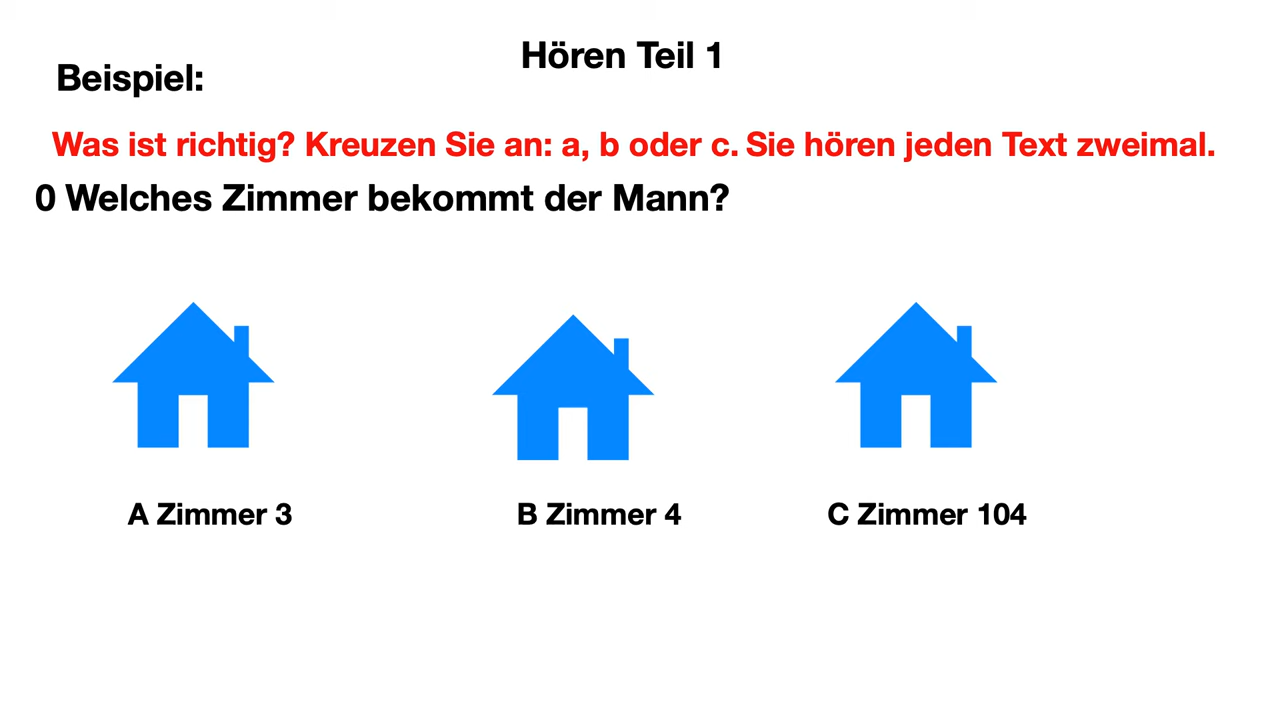 Hören Teil 1
Beispiel:
Was ist richtig? Kreuzen Sie an: a, b oder c. Sie hören jeden Text zweimal.
0 Welches Zimmer bekommt der Mann?
A Zimmer 3
B Zimmer 4
C Zimmer 104